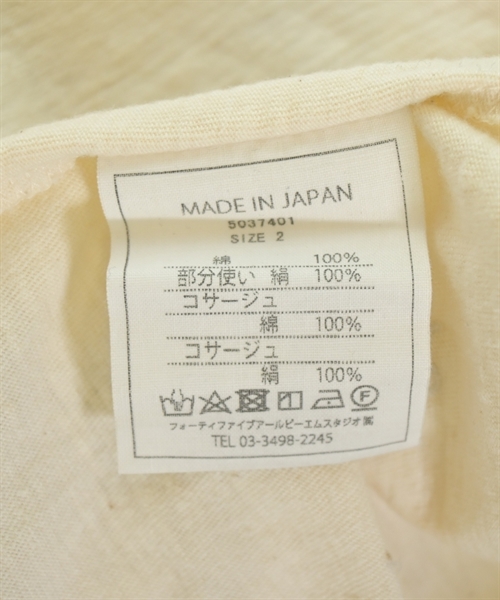 MADE IN JAPAN
5037401
SIZE 2
綿 100%
部分使い 絹 100%
コサージュ
綿 100%
コサージュ
絹 100%
フォーティファイブアールピーエムスタジオ㈱
TEL 03-3498-2245